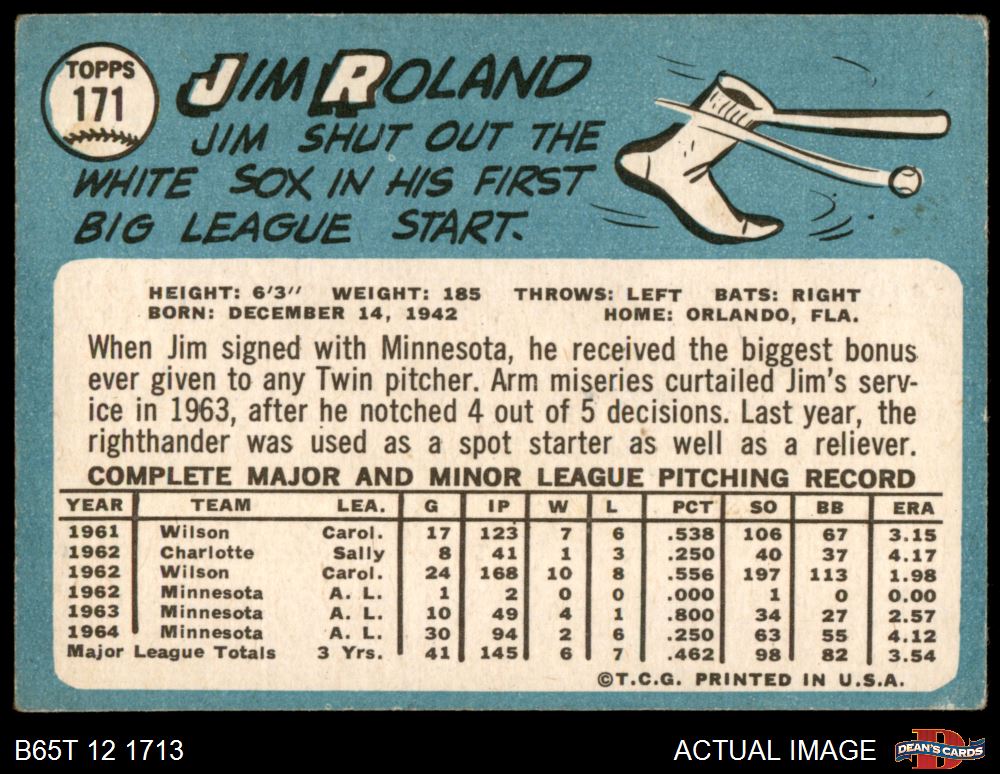 TOPPS
171
JIM ROLAND
JIM SHUT OUT THE
WHITE SOX IN HIS FIRST
BIG LEAGUE START.
HEIGHT: 6'3" WEIGHT: 185 THROWS: LEFT BATS: RIGHT
BORN: DECEMBER 14, 1942 HOME: ORLANDO, FLA.
When Jim signed with Minnesota, he received the biggest bonus
ever given to any Twin pitcher. Arm miseries curtailed Jim's serv-
ice in 1963, after he notched 4 out of 5 decisions. Last year, the
righthander was used as a spot starter as well as a reliever.
COMPLETE MAJOR AND MINOR LEAGUE PITCHING RECORD
YEAR TEAM LEA. G IP W L PCT SO BB ERA
1961 Wilson Carol. 17 123 7 6 .538 106 67 3.15
1962 Charlotte Sally 8 41 1 3 .250 40 37 4.17
1962 Wilson Carol. 24 168 10 8 .556 197 113 1.98
1962 Minnesota A. L. 1 2 0 0 .000 1 0 0.00
1963 Minnesota A. L. 10 49 4 1 .800 34 27 2.57
1964 Minnesota A. L. 30 94 2 6 .250 63 55 4.12
Major League Totals 3 Yrs. 41 145 6 7 .462 98 82 3.54
©T.C.G. PRINTED IN U.S.A.
B65T 12 1713 ACTUAL IMAGE DEAN'S CARDS